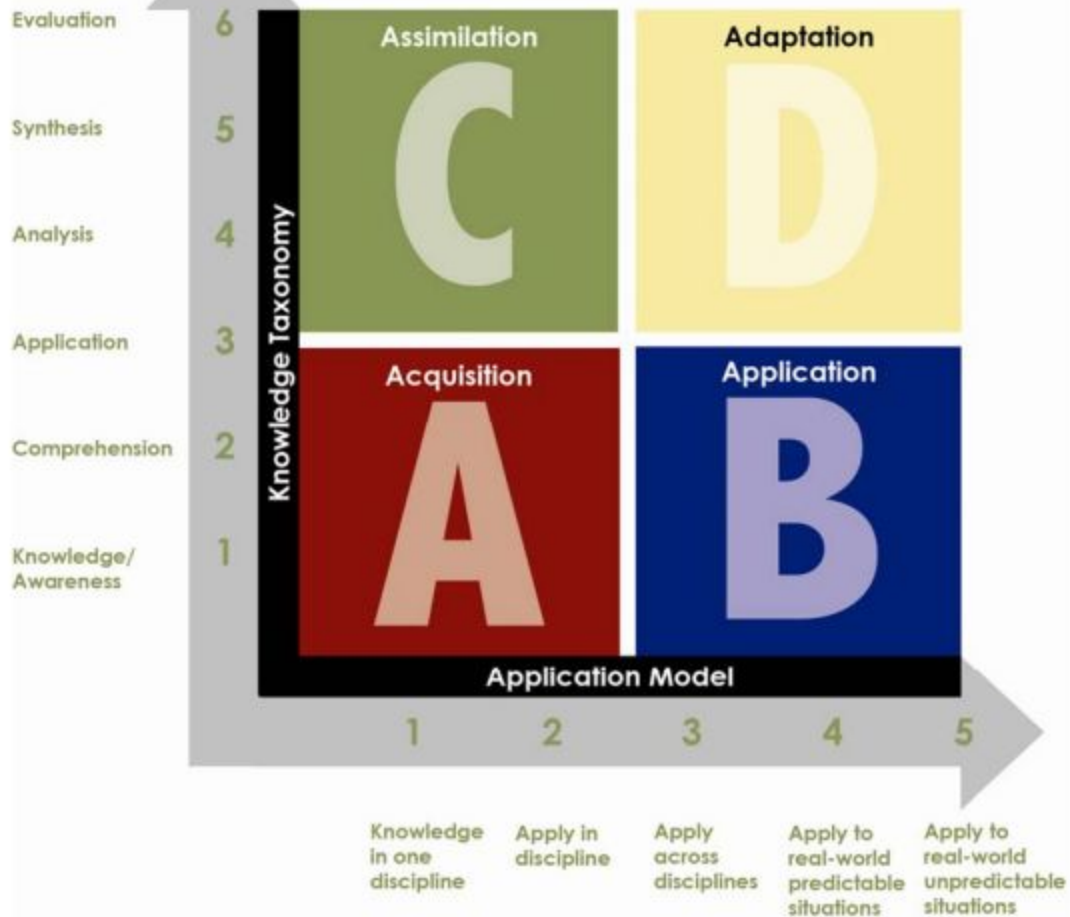 Evaluation
6
Assimilation
Adaptation
C
D
Synthesis
5
Analysis
4
Application
3
Knowledge Taxonomy
Acquisition
Application
A
B
Comprehension
2
Knowledge/
Awareness
1
Application Model
1 2 3 4 5
Knowledge
in one
discipline
Apply in
discipline
Apply
across
disciplines
Apply to
real-world
predictable
situations
Apply to
real-world
unpredictable
situations